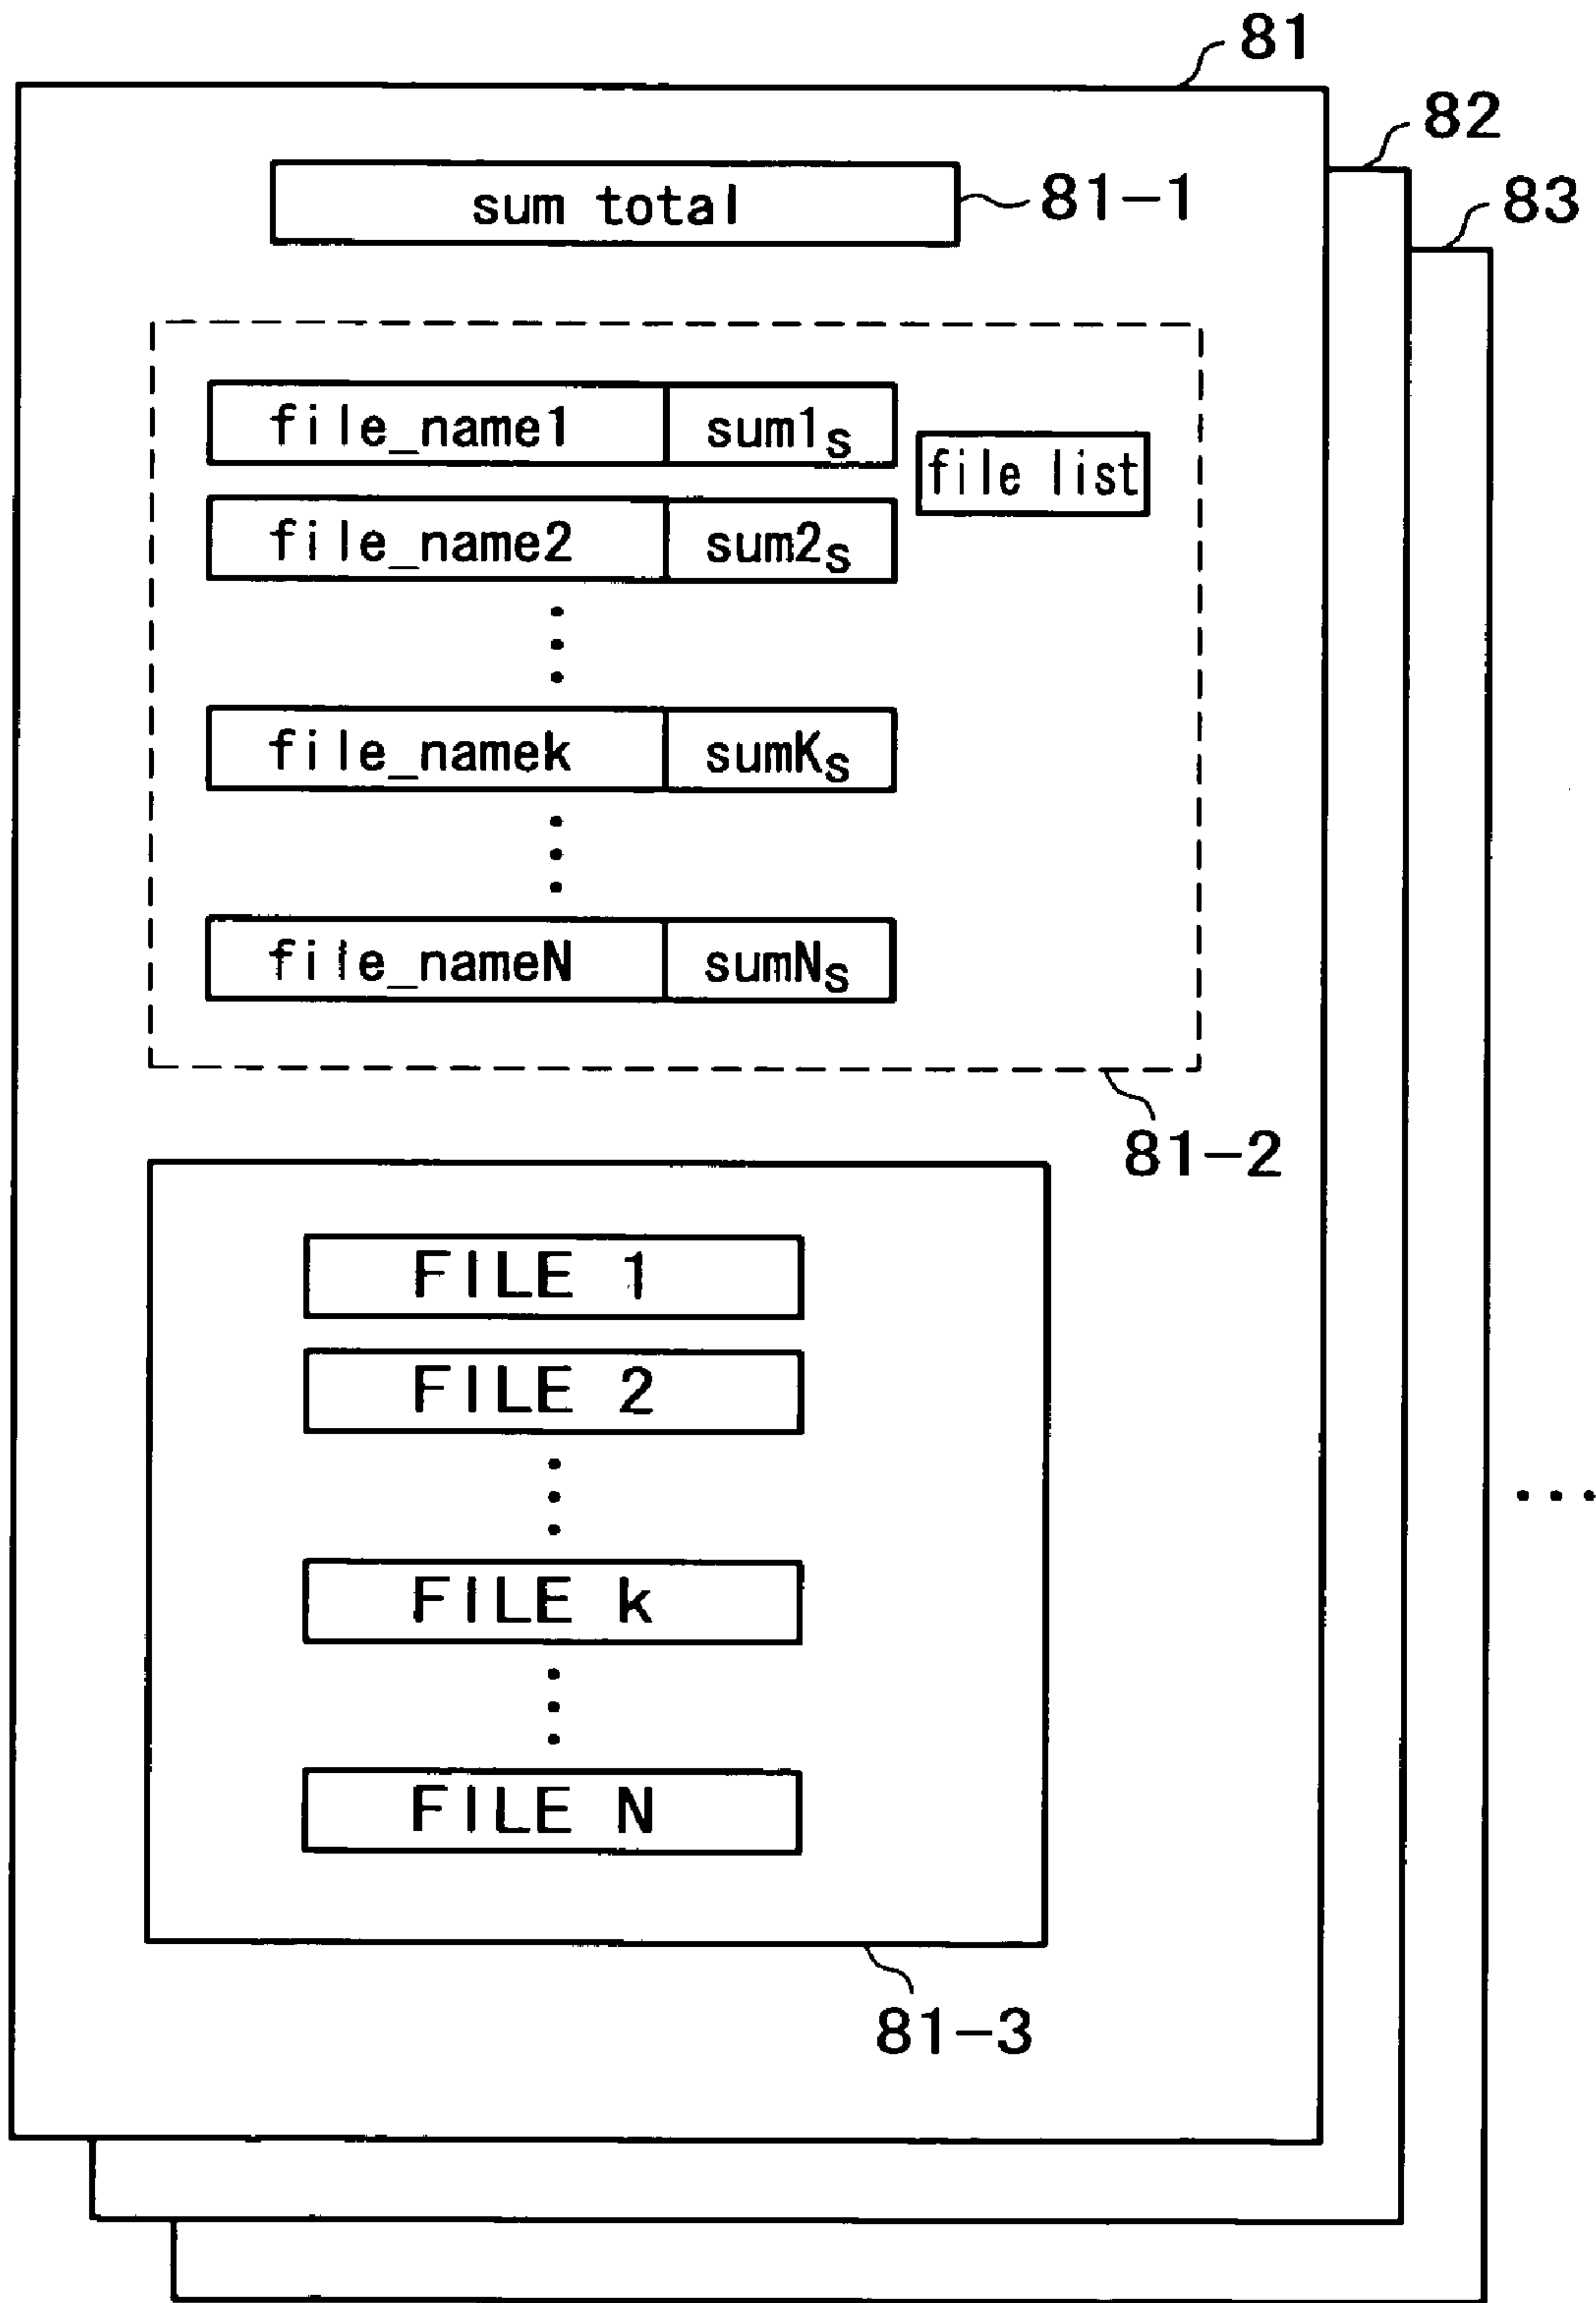 81
82
83
sum total 81-1
file_name1 sum1s
file list
file_name2 sum2s
file_namek sumKs
file_nameN sumNs
81-2
FILE 1
FILE 2
...
FILE k
FILE N
81-3